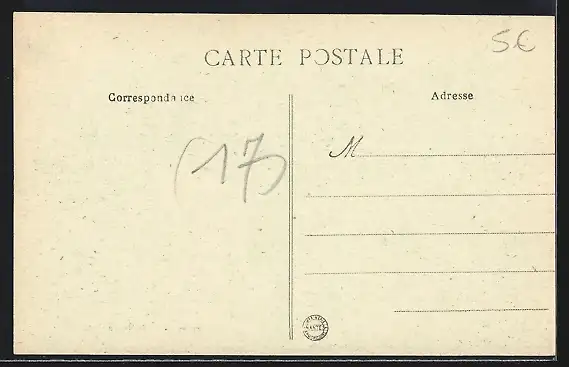 5€
CARTE POSTALE
Correspondance
Adresse
(17)
M